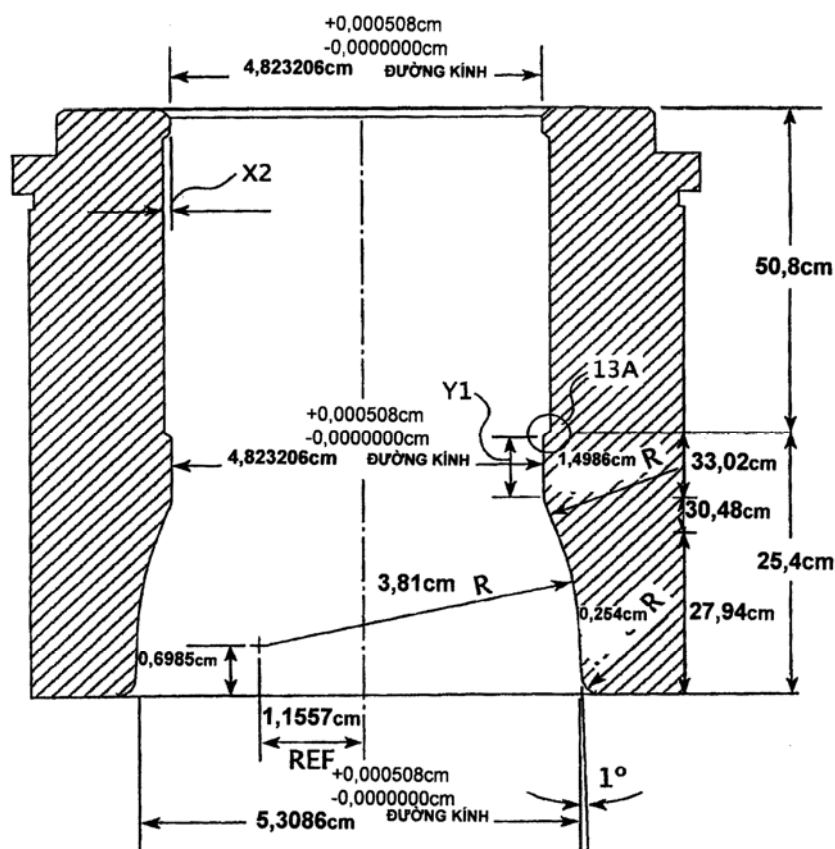 +0,000508cm
-0,0000000cm
4,823206cm ĐƯỜNG KÍNH
X2
50,8cm
13A
Y1
+0,000508cm
-0,0000000cm
4,823206cm ĐƯỜNG KÍNH
1,4986cm R
33,02cm
30,48cm
25,4cm
3,81cm R
0,254cm R
27,94cm
0,6985cm
1,1557cm
REF
+0,000508cm
-0,0000000cm
5,3086cm ĐƯỜNG KÍNH
1°